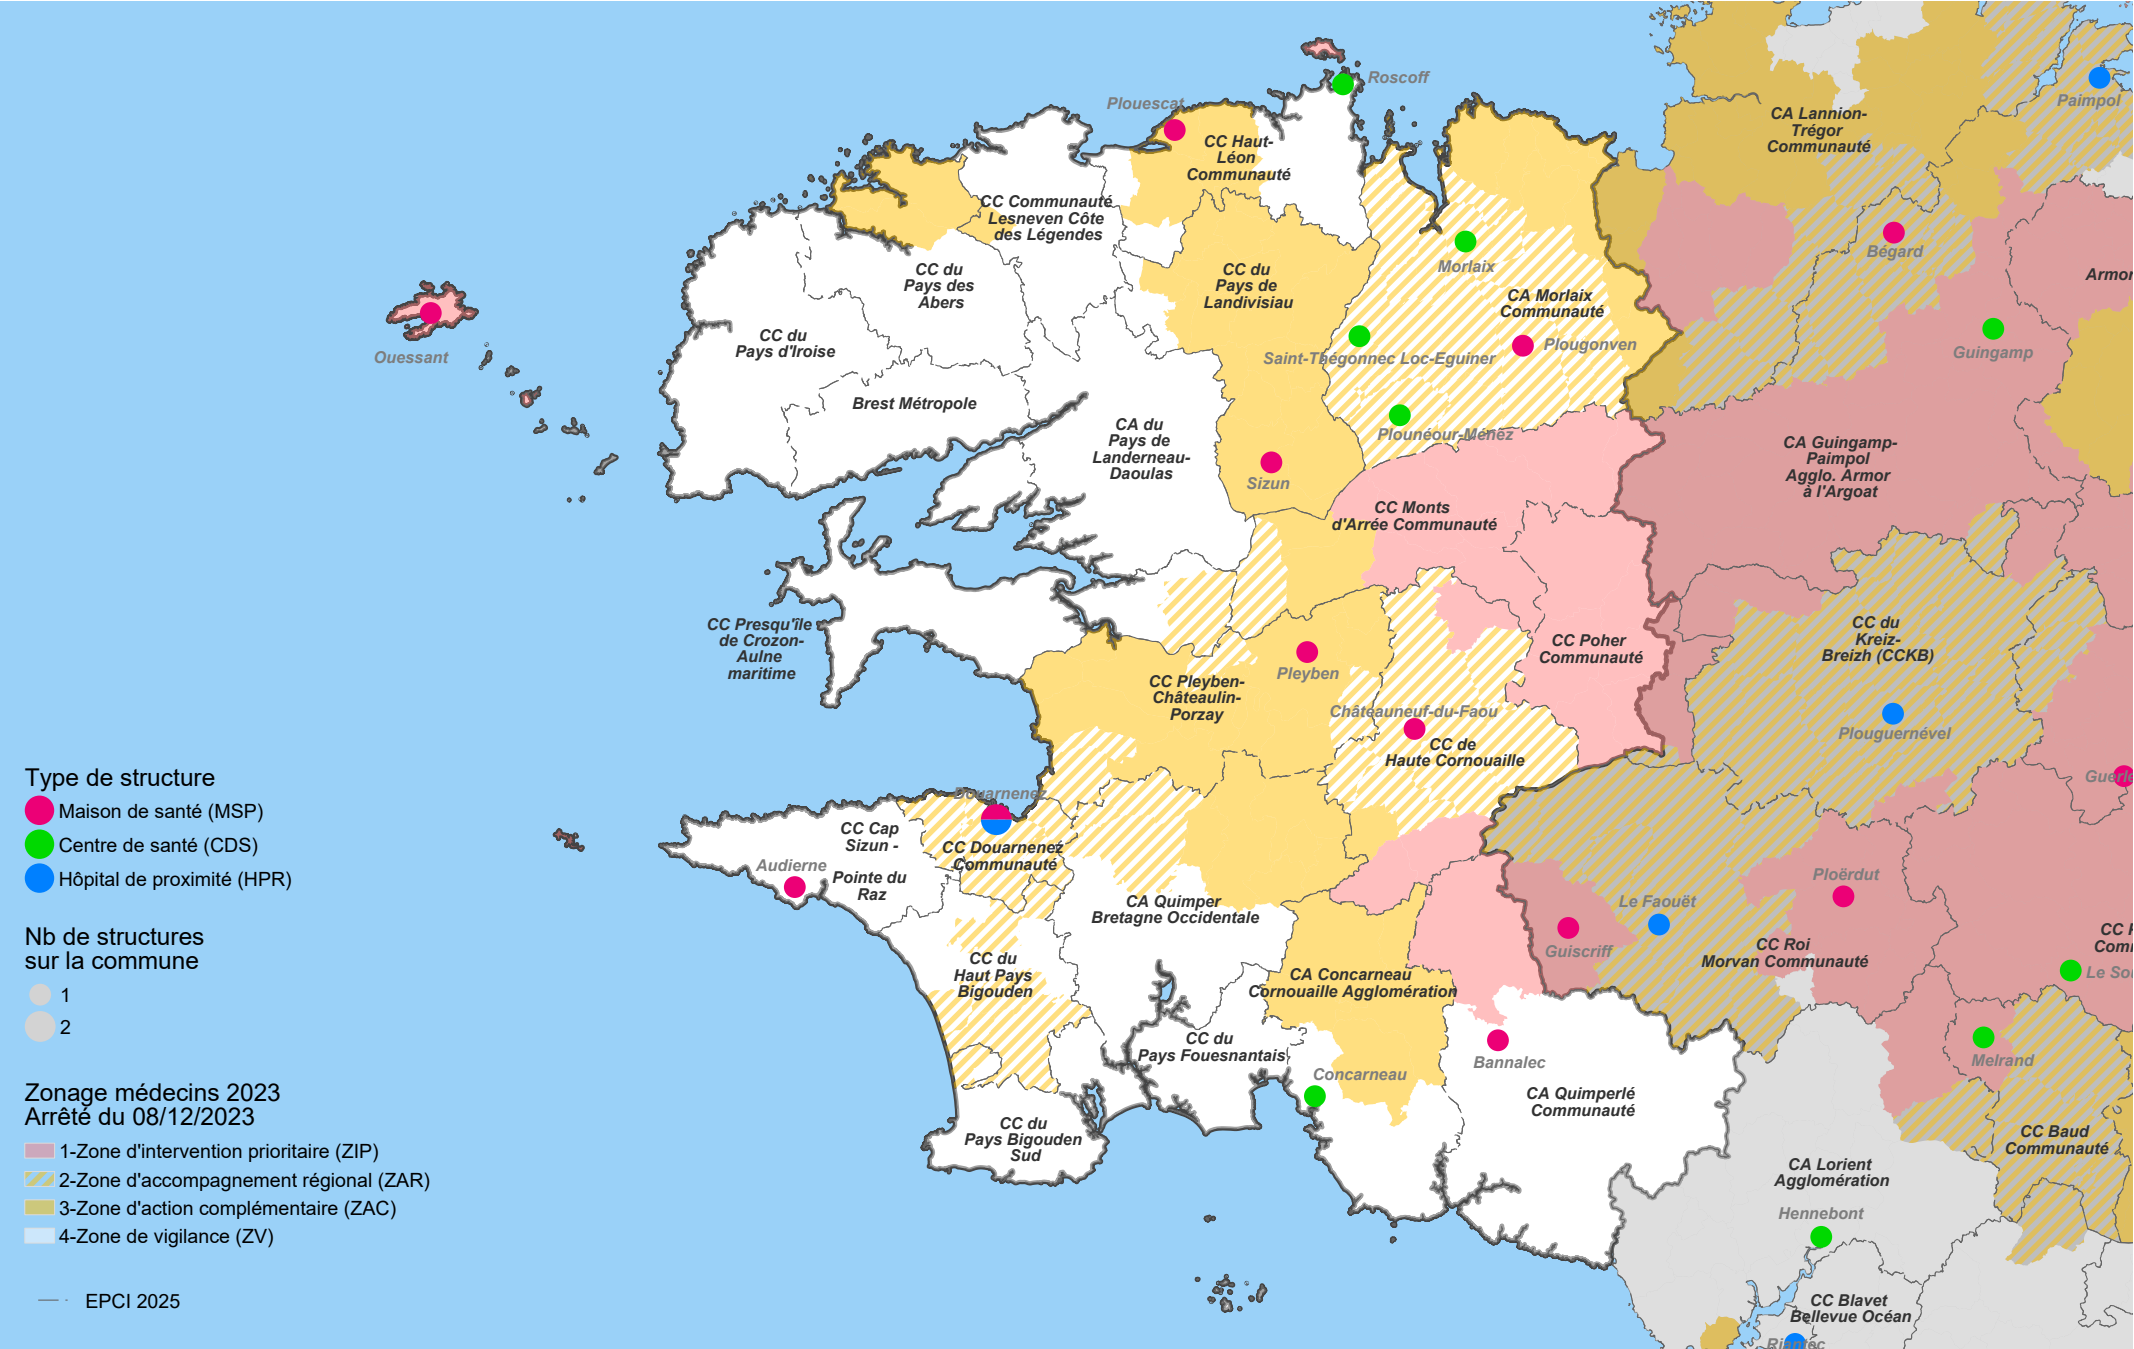 Roscoff
Plouescat
Paimpol
CA Lannion-
Trégor
Communauté
CC Haut-
Léon
Communauté
CC Communauté
Lesneven Côte
des Légendes
Bégard
Armor
Morlaix
CC du
Pays des
Abers
CC du
Pays de
Landivisiau
CA Morlaix
Communauté
CC du
Pays d'Iroise
Ouessant
Saint-Thégonnec Loc-Eguiner
Plougonven
Guingamp
Brest Métropole
CA du
Pays de
Landerneau-
Daoulas
Plounéour-Ménez
CA Guingamp-
Paimpol
Agglo. Armor
à l'Argoat
Sizun
CC Monts
d'Arrée Communauté
CC Presqu'île
de Crozon-
Aulne
maritime
CC Poher
Communauté
CC du
Kreiz-
Breizh (CCKB)
Pleyben
CC Pleyben-
Châteaulin-
Porzay
Châteauneuf-du-Faou
CC de
Haute Cornouaille
Plouguernével
Guerle
Type de structure
Maison de santé (MSP)
Centre de santé (CDS)
Hôpital de proximité (HPR)
Douarnenez
CC Cap
Sizun -
Pointe du
Raz
CC Douarnenez
Communauté
Audierne
CA Quimper
Bretagne Occidentale
Ploërdut
Le Faouët
Guiscriff
CC Roi
Morvan Communauté
Comm
Le Sou
Nb de structures
sur la commune
1
2
CC du
Haut Pays
Bigouden
CA Concarneau
Cornouaille Agglomération
CC du
Pays Fouesnantais
Bannalec
Melrand
Concarneau
CA Quimperlé
Communauté
CC du
Pays Bigouden
Sud
CC Baud
Communauté
CA Lorient
Agglomération
Hennebont
CC Blavet
Bellevue Océan
Riantec
Zonage médecins 2023
Arrêté du 08/12/2023
1-Zone d'intervention prioritaire (ZIP)
2-Zone d'accompagnement régional (ZAR)
3-Zone d'action complémentaire (ZAC)
4-Zone de vigilance (ZV)
EPCI 2025